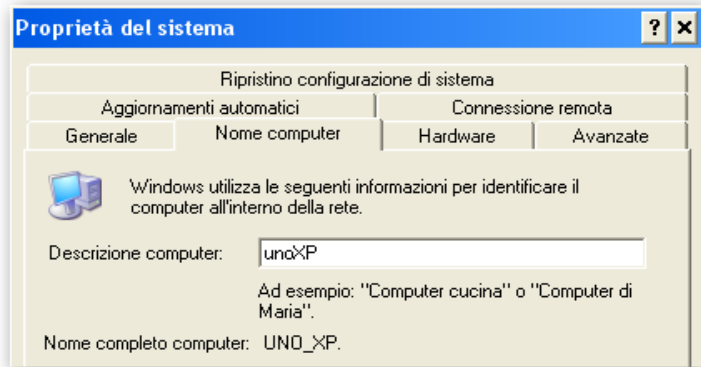 Proprietà del sistema
Ripristino configurazione di sistema
Aggiornamenti automatici
Connessione remota
Generale
Nome computer
Hardware
Avanzate
Windows utilizza le seguenti informazioni per identificare il
computer all'interno della rete.
Descrizione computer:
unoXP
Ad esempio: "Computer cucina" o "Computer di
Maria".
Nome completo computer: UNO_XP.